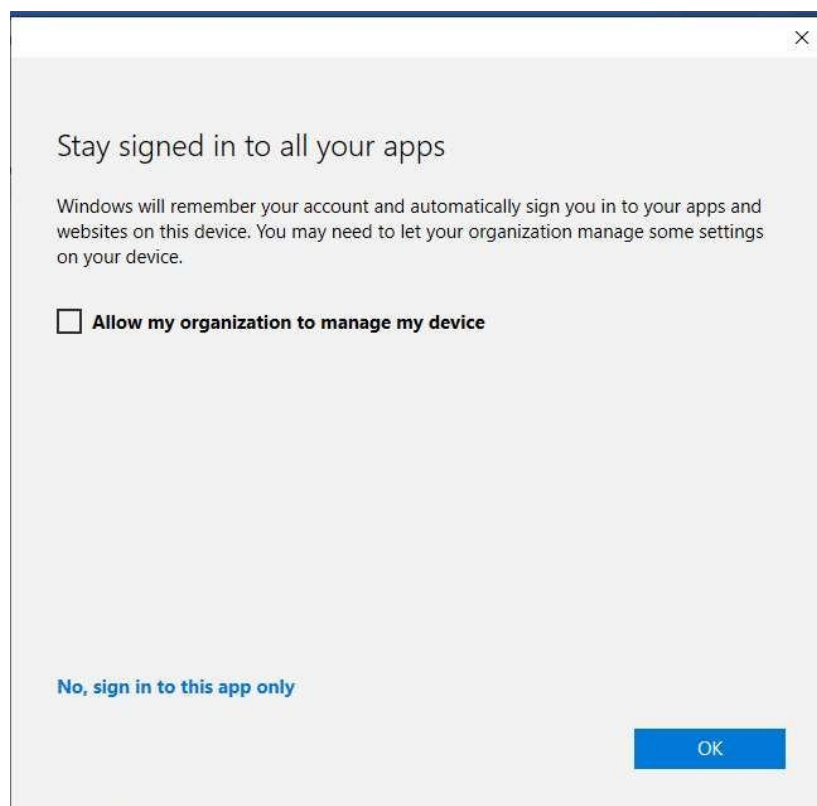 Stay signed in to all your apps
Windows will remember your account and automatically sign you in to your apps and
websites on this device. You may need to let your organization manage some settings
on your device.
Allow my organization to manage my device
No, sign in to this app only
OK